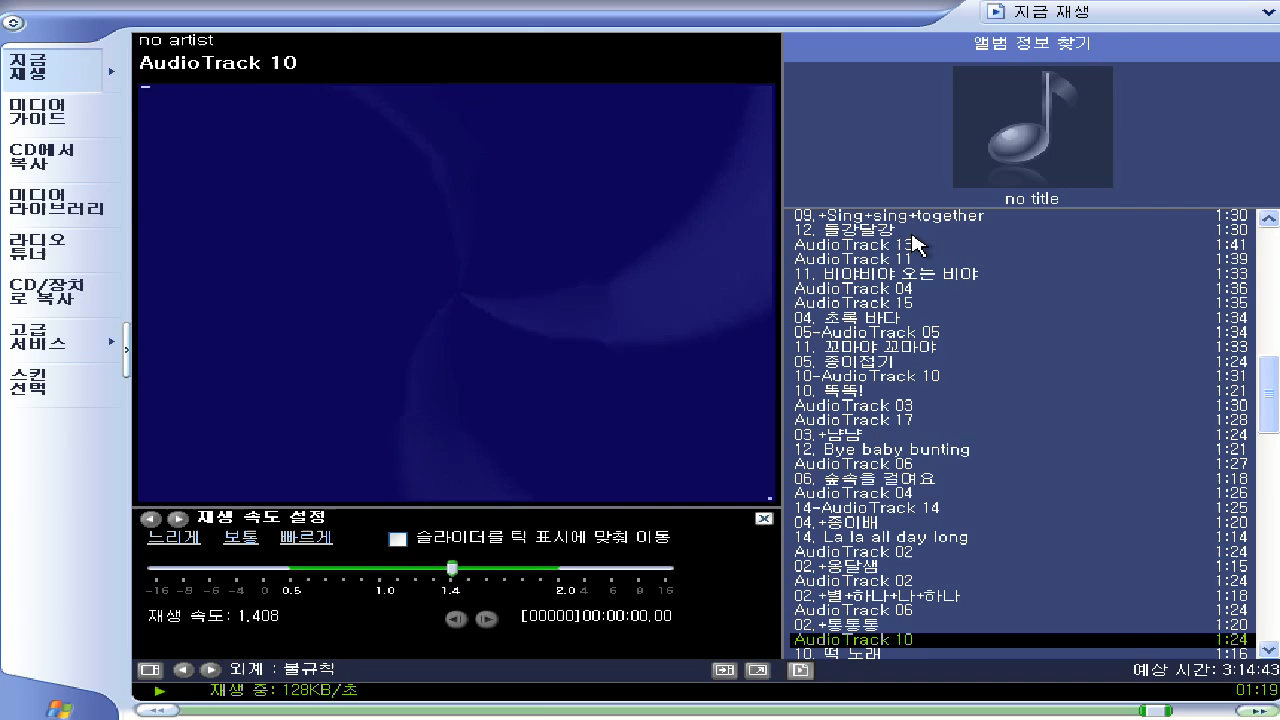 지금 재생
no artist
AudioTrack 10
앨범 정보 찾기
no title
지금
재생
미디어
가이드
CD에서
복사
미디어
라이브러리
라디오
튜너
CD/장치
로 복사
고급
서비스
스킨
선택
09.+Sing+sing+together 1:30
12. 들강달강 1:30
AudioTrack 13 1:41
AudioTrack 11 1:39
11. 비야비야 오는 비야 1:33
AudioTrack 04 1:36
AudioTrack 15 1:35
04. 초록 바다 1:34
05-AudioTrack 05 1:34
11. 꼬마야 꼬마야 1:33
05. 종이접기 1:24
10-AudioTrack 10 1:31
10. 똑똑! 1:21
AudioTrack 03 1:30
AudioTrack 17 1:28
03.+냠냠 1:24
12. Bye baby bunting 1:21
AudioTrack 06 1:27
06. 숲속을 걸어요 1:18
AudioTrack 04 1:26
14-AudioTrack 14 1:25
04.+종이배 1:20
14. La la all day long 1:14
AudioTrack 02 1:24
02.+옹달샘 1:15
AudioTrack 02 1:24
02.+별+하나+나+하나 1:18
AudioTrack 06 1:24
02.+통통통 1:20
AudioTrack 10 1:24
10. 떡 노래 1:16
재생 속도 설정
느리게 보통 빠르게 슬라이더를 틱 표시에 맞춰 이동
-16 -9 -6 -4 0 0.5 1.0 1.4 2.0 4 6 9 16
재생 속도: 1.408 [00000]00:00:00.00
외계 : 불규칙
예상 시간: 3:14:43
재생 중: 128KB/초 01:19